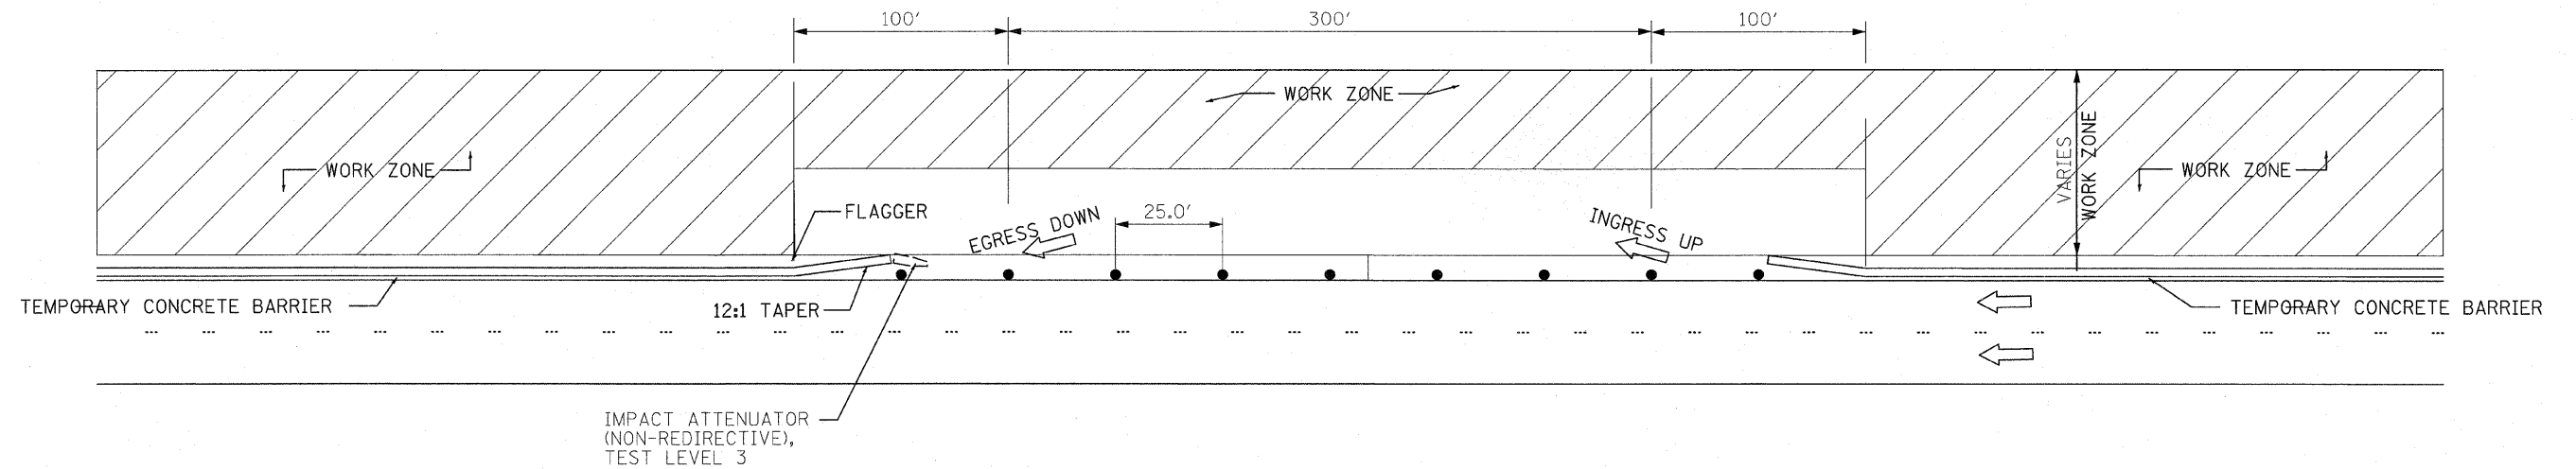 100'
300'
100'
WORK ZONE
WORK ZONE
VARIES
WORK ZONE
WORK ZONE
FLAGGER
EGRESS DOWN
25.0'
INGRESS UP
TEMPORARY CONCRETE BARRIER
12:1 TAPER
TEMPORARY CONCRETE BARRIER
IMPACT ATTENUATOR
(NON-REDIRECTIVE),
TEST LEVEL 3